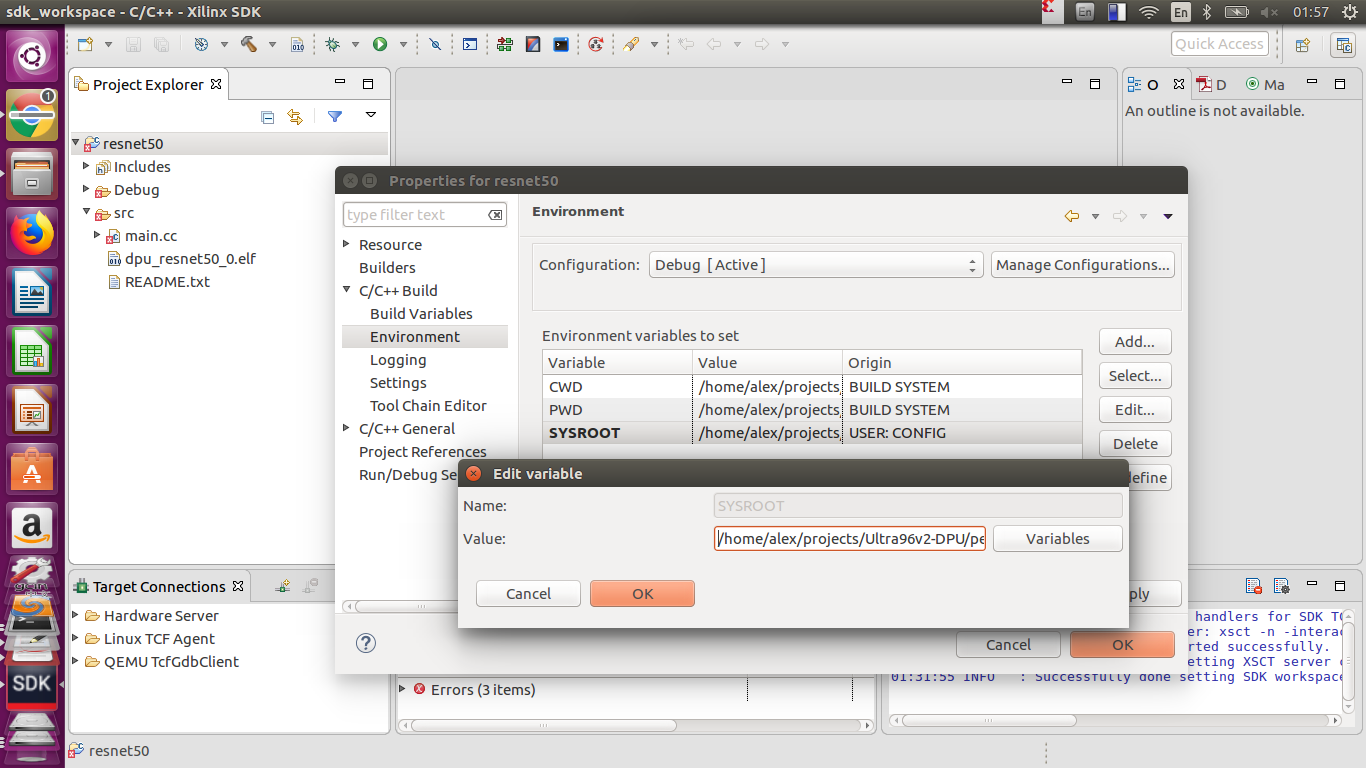 sdk_workspace - C/C++ - Xilinx SDK
En
En
01:57
Quick Access
Project Explorer
resnet50
Includes
Debug
src
main.cc
dpu_resnet50_0.elf
README.txt
O
D
Ma
An outline is not available.
Properties for resnet50
type filter text
Resource
Builders
C/C++ Build
Build Variables
Environment
Logging
Settings
Tool Chain Editor
C/C++ General
Project References
Run/Debug Se
Environment
Configuration:
Debug [ Active ]
Manage Configurations...
Environment variables to set
Variable Value Origin
CWD /home/alex/projects, BUILD SYSTEM
PWD /home/alex/projects, BUILD SYSTEM
SYSROOT /home/alex/projects, USER: CONFIG
Add...
Select...
Edit...
Delete
define
Edit variable
Name: SYSROOT
Value: /home/alex/projects/Ultra96v2-DPU/pe
Variables
Cancel
OK
ply
Cancel
OK
Target Connections
Hardware Server
Linux TCF Agent
QEMU TcfGdbClient
Errors (3 items)
handlers for SDK TC
er: xsct -n -interac
rted successfully.
etting XSCT server
01:31:55 INFO : Successfully done setting SDK workspace
SDK
resnet50